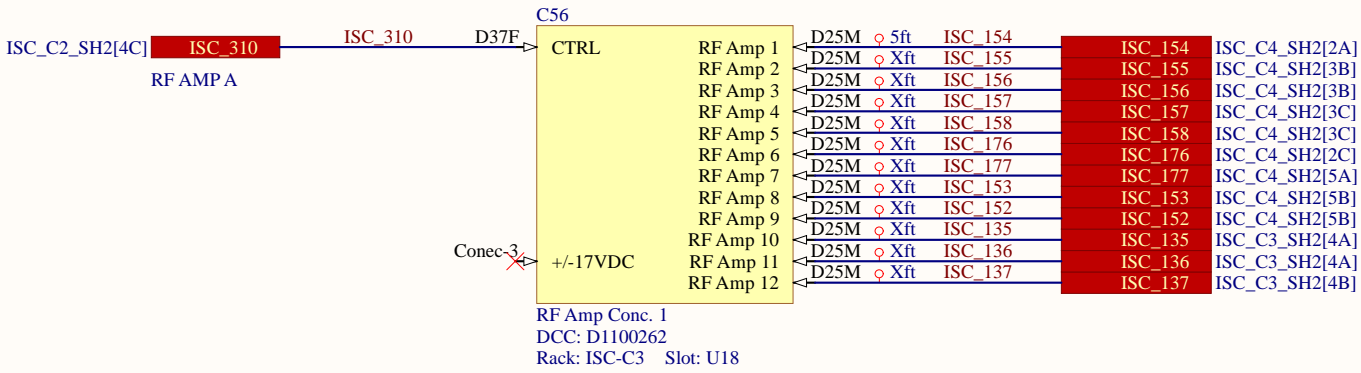 C56
ISC_C2_SH2[4C] ISC_310 ISC_310 D37F CTRL
RF AMP A
RF Amp 1 D25M 5ft ISC_154 ISC_154 ISC_C4_SH2[2A]
RF Amp 2 D25M Xft ISC_155 ISC_155 ISC_C4_SH2[3B]
RF Amp 3 D25M Xft ISC_156 ISC_156 ISC_C4_SH2[3B]
RF Amp 4 D25M Xft ISC_157 ISC_157 ISC_C4_SH2[3C]
RF Amp 5 D25M Xft ISC_158 ISC_158 ISC_C4_SH2[3C]
RF Amp 6 D25M Xft ISC_176 ISC_176 ISC_C4_SH2[2C]
RF Amp 7 D25M Xft ISC_177 ISC_177 ISC_C4_SH2[5A]
RF Amp 8 D25M Xft ISC_153 ISC_153 ISC_C4_SH2[5B]
RF Amp 9 D25M Xft ISC_152 ISC_152 ISC_C4_SH2[5B]
RF Amp 10 D25M Xft ISC_135 ISC_135 ISC_C3_SH2[4A]
Conec-3 +/-17VDC RF Amp 11 D25M Xft ISC_136 ISC_136 ISC_C3_SH2[4A]
RF Amp 12 D25M Xft ISC_137 ISC_137 ISC_C3_SH2[4B]
RF Amp Conc. 1
DCC: D1100262
Rack: ISC-C3 Slot: U18